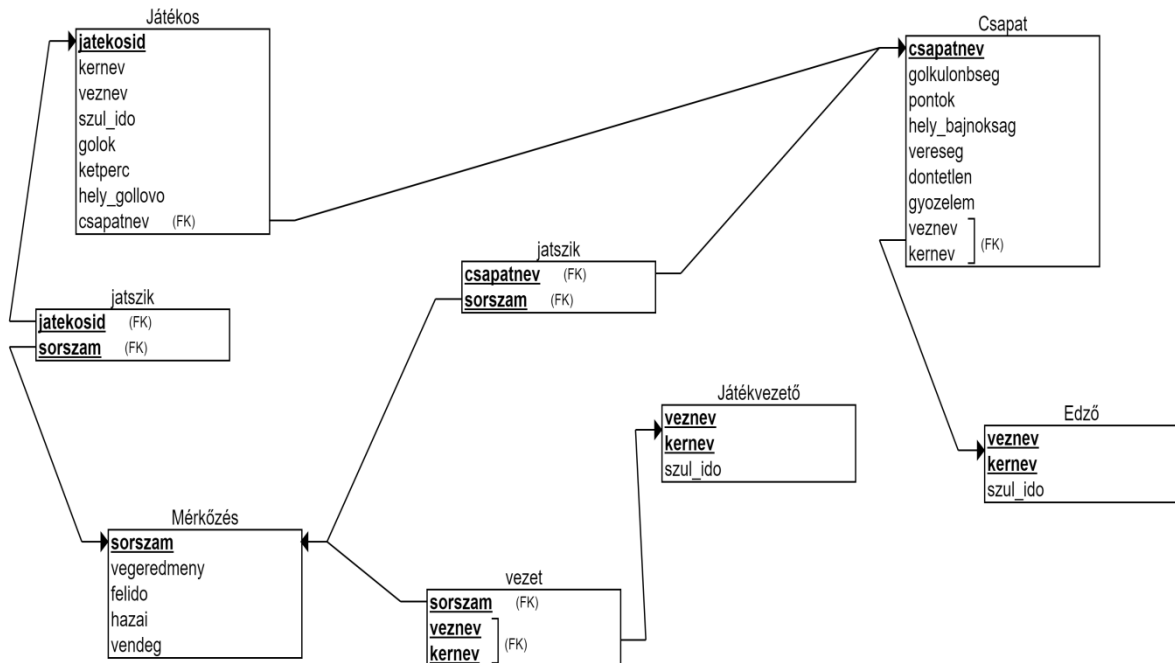 Játékos
jatekosid
kernev
veznev
szul_ido
golok
ketperc
hely_gollovo
csapatnev (FK)
Csapat
csapatnev
golkulonbseg
pontok
hely_bajnoksag
vereseg
dontetlen
gyozelem
veznev
kernev
(FK)
jatszik
csapatnev (FK)
sorszam (FK)
jatszik
jatekosid (FK)
sorszam (FK)
Játékvezető
veznev
kernev
szul_ido
Edző
veznev
kernev
szul_ido
Mérkőzés
sorszam
vegeredmeny
felido
hazai
vendeg
vezet
sorszam (FK)
veznev
kernev
(FK)